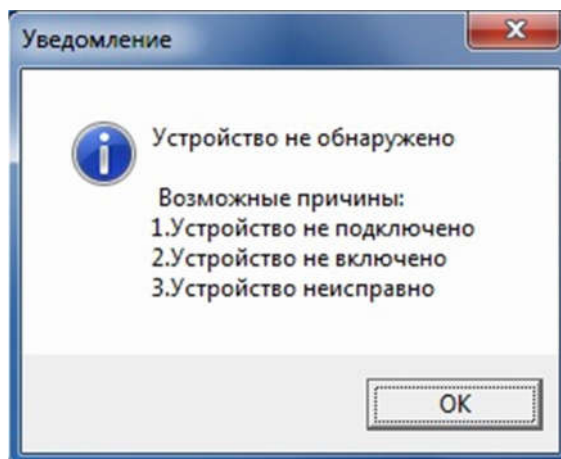 Уведомление
Устройство не обнаружено
Возможные причины:
1.Устройство не подключено
2.Устройство не включено
3.Устройство неисправно
OK